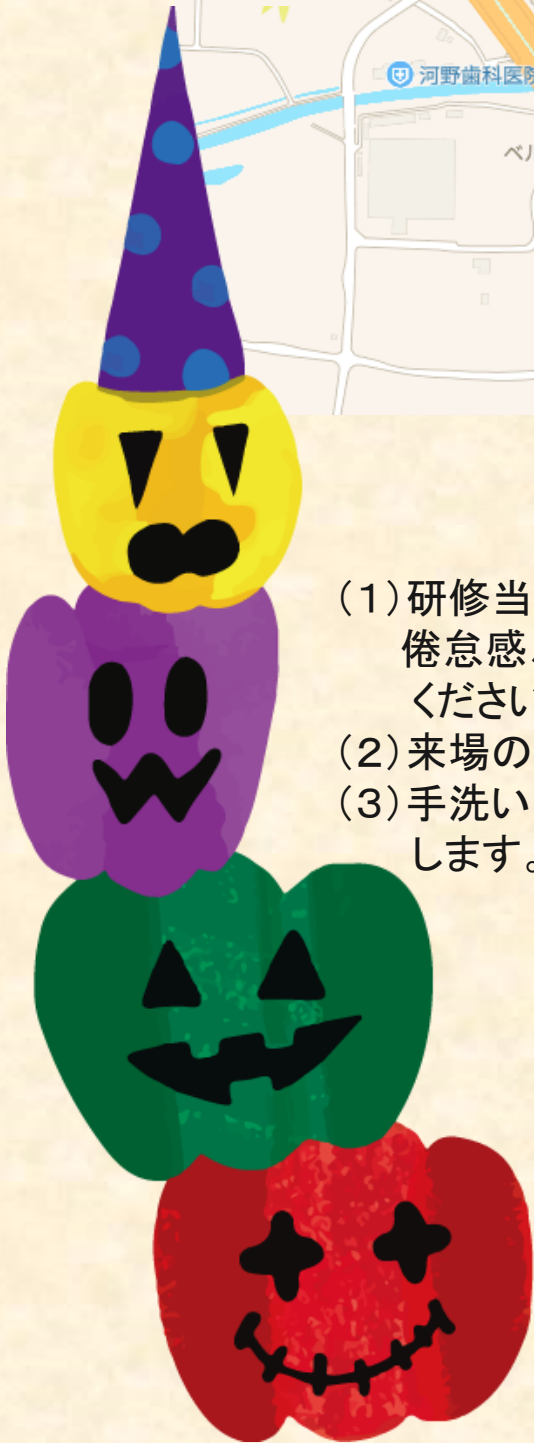 河野歯科医院
ベル
(1)研修当
倦怠感、
ください
(2)来場の
(3)手洗い
します。